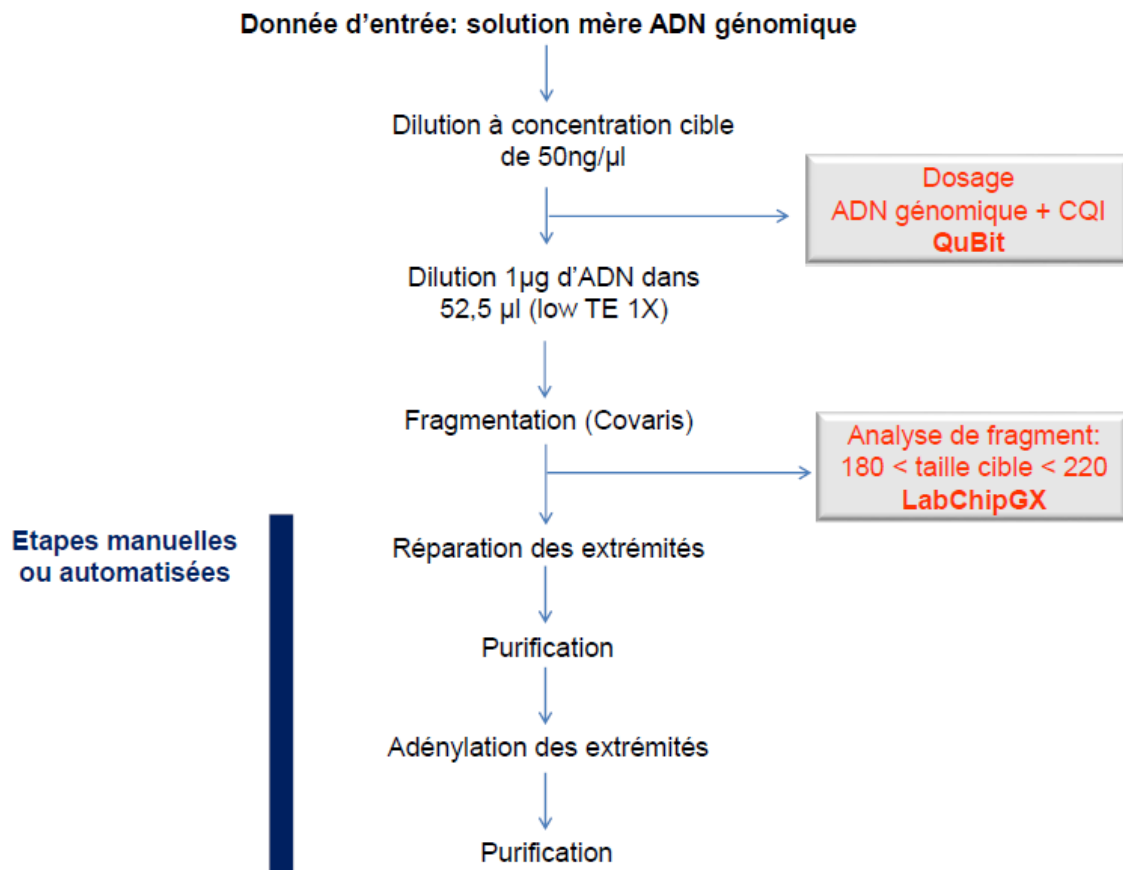 Donnée d'entrée: solution mère ADN génomique
Dilution à concentration cible
de 50ng/µl
Dosage
ADN génomique + CQI
QuBit
Dilution 1µg d'ADN dans
52,5 µl (low TE 1X)
Fragmentation (Covaris)
Analyse de fragment:
180 < taille cible < 220
LabChipGX
Etapes manuelles
ou automatisées
Réparation des extrémités
Purification
Adénylation des extrémités
Purification